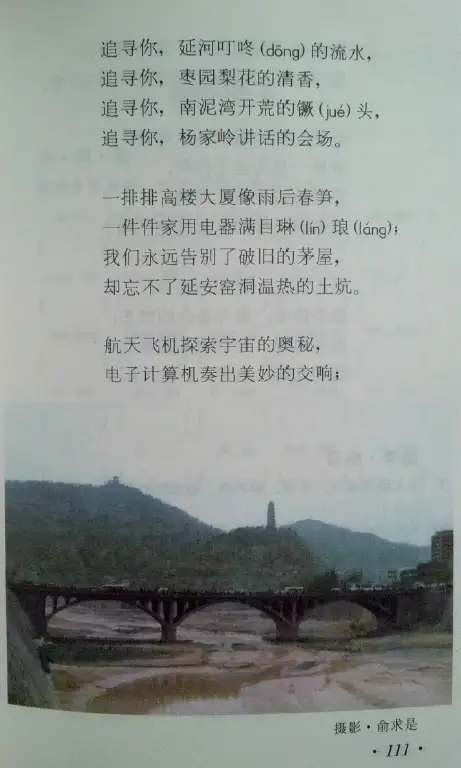 追寻你，延河叮咚(dōng)的流水，
追寻你，枣园梨花的清香，
追寻你，南泥湾开荒的镢(jué)头，
追寻你，杨家岭讲话的会场。
一排排高楼大厦像雨后春笋，
一件件家用电器满目琳(lín)琅(láng)；
我们永远告别了破旧的茅屋，
却忘不了延安窑洞温热的土炕。
航天飞机探索宇宙的奥秘，
电子计算机奏出美妙的交响；
摄影·俞求是
·111·